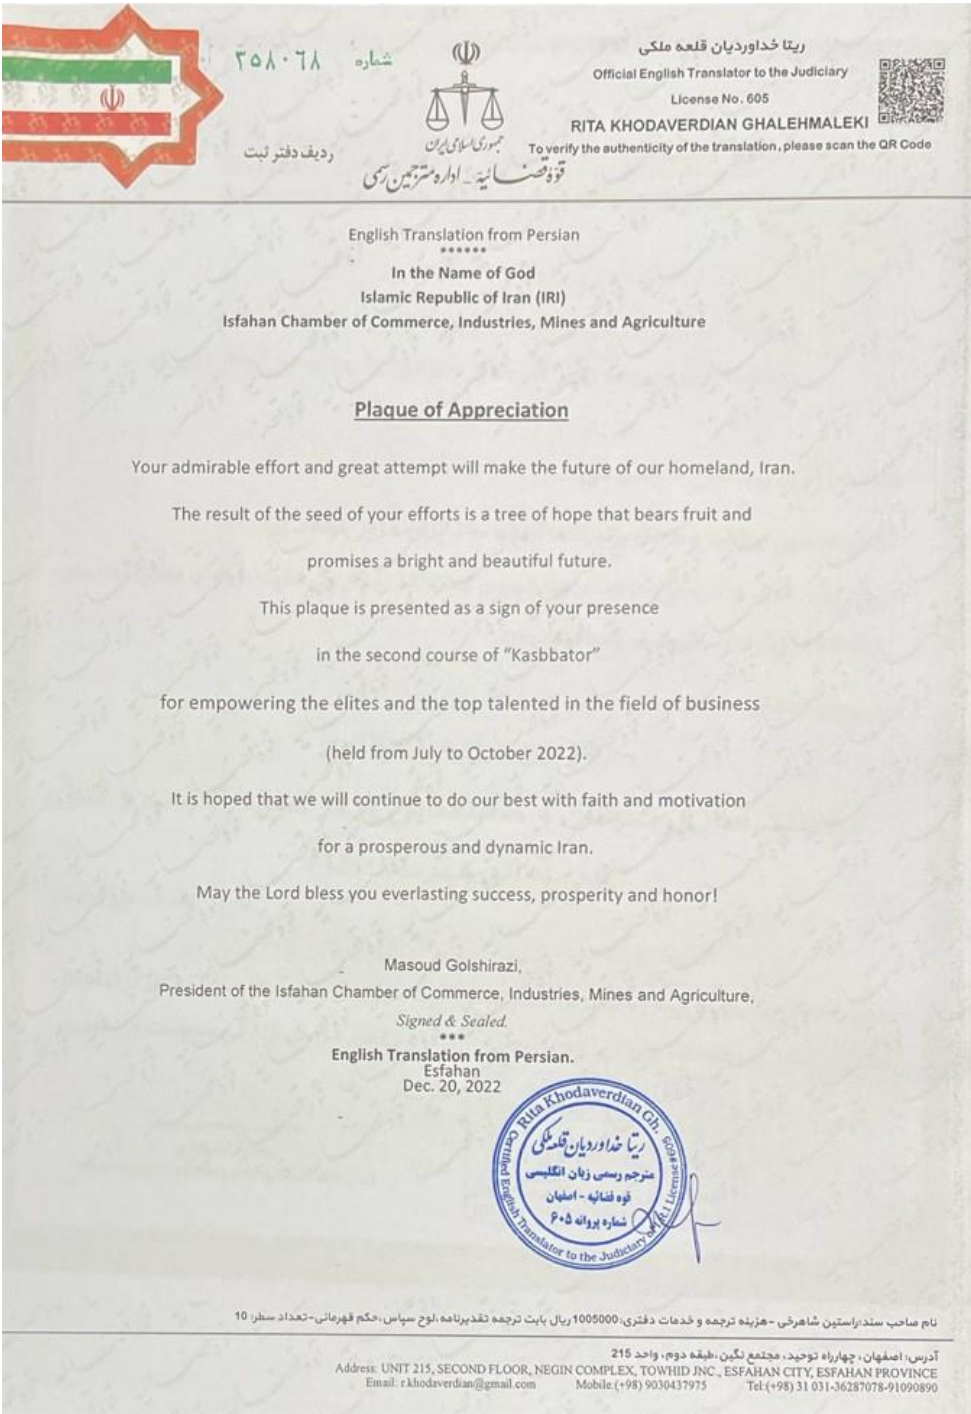 ریتا خداوردیان قلعه ملکی
Official English Translator to the Judiciary
License No. 605
RITA KHODAVERDIAN GHALEHMALEKI
To verify the authenticity of the translation, please scan the QR Code
شماره ۳۵۸۰۶۸
ردیف دفتر ثبت
جمهوری اسلامی ایران
قوه قضائیه - اداره مترجمین رسمی
English Translation from Persian
******
In the Name of God
Islamic Republic of Iran (IRI)
Isfahan Chamber of Commerce, Industries, Mines and Agriculture
Plaque of Appreciation
Your admirable effort and great attempt will make the future of our homeland, Iran.
The result of the seed of your efforts is a tree of hope that bears fruit and
promises a bright and beautiful future.
This plaque is presented as a sign of your presence
in the second course of “Kasbbator”
for empowering the elites and the top talented in the field of business
(held from July to October 2022).
It is hoped that we will continue to do our best with faith and motivation
for a prosperous and dynamic Iran.
May the Lord bless you everlasting success, prosperity and honor!
Masoud Golshirazi,
President of the Isfahan Chamber of Commerce, Industries, Mines and Agriculture,
Signed & Sealed.
***
English Translation from Persian.
Esfahan
Dec. 20, 2022
Rita Khodaverdian Gh.
Certified English Translator to the Judiciary of I.R.I License #605
ریتا خداوردیان قلعه ملکی
مترجم رسمی زبان انگلیسی
قوه قضائیه - اصفهان
شماره پروانه ۶۰۵
نام صاحب سند:راستین شاهرخی -هزینه ترجمه و خدمات دفتری:1005000ریال بابت ترجمه تقدیرنامه،لوح سپاس،حکم قهرمانی-تعداد سطر: 10
آدرس: اصفهان، چهارراه توحید، مجتمع نگین،طبقه دوم، واحد 215
Address: UNIT 215, SECOND FLOOR, NEGIN COMPLEX, TOWHID JNC., ESFAHAN CITY, ESFAHAN PROVINCE
Email: r.khodaverdian@gmail.com Mobile:(+98) 9030437975 Tel:(+98) 31 031-36287078-91090890